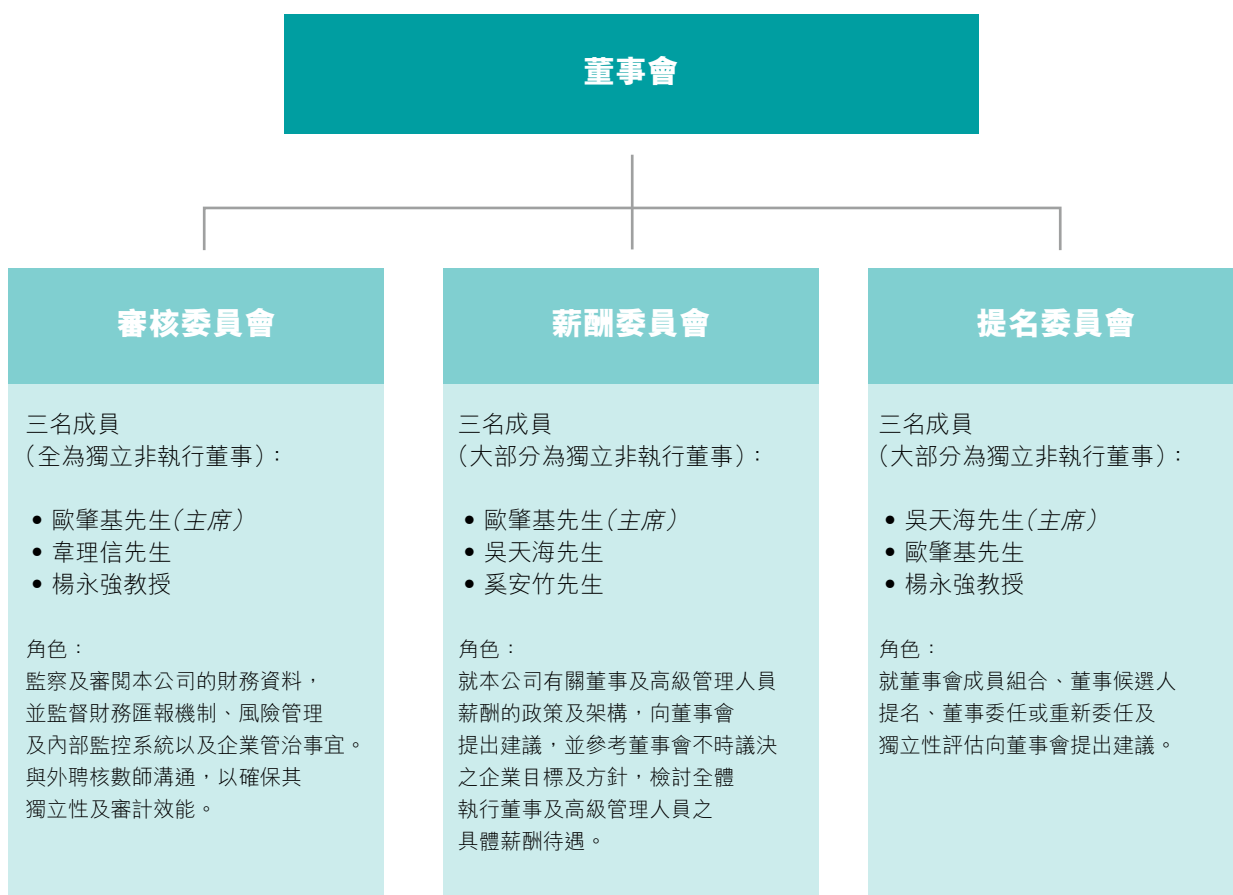 董事會
審核委員會
三名成員
(全為獨立非執行董事)：
• 歐肇基先生(主席)
• 韋理信先生
• 楊永強教授
角色：
監察及審閱本公司的財務資料，
並監督財務匯報機制、風險管理
及內部監控系統以及企業管治事宜。
與外聘核數師溝通，以確保其
獨立性及審計效能。
薪酬委員會
三名成員
(大部分為獨立非執行董事)：
• 歐肇基先生(主席)
• 吳天海先生
• 奚安竹先生
角色：
就本公司有關董事及高級管理人員
薪酬的政策及架構，向董事會
提出建議，並參考董事會不時議決
之企業目標及方針，檢討全體
執行董事及高級管理人員之
具體薪酬待遇。
提名委員會
三名成員
(大部分為獨立非執行董事)：
• 吳天海先生(主席)
• 歐肇基先生
• 楊永強教授
角色：
就董事會成員組合、董事候選人
提名、董事委任或重新委任及
獨立性評估向董事會提出建議。